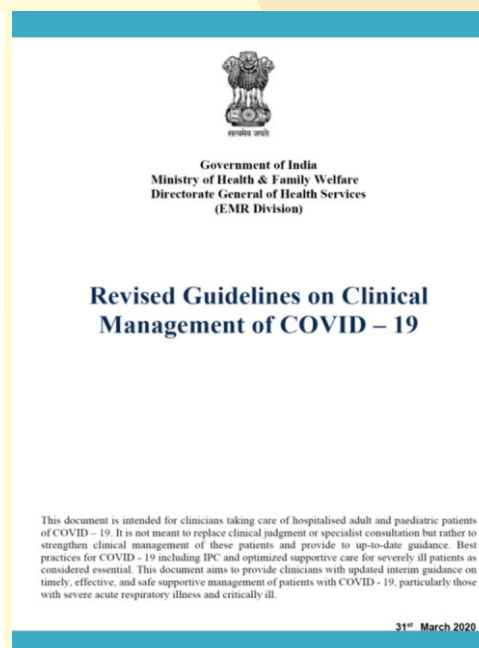 सत्यमेव जयते
Government of India
Ministry of Health & Family Welfare
Directorate General of Health Services
(EMR Division)
Revised Guidelines on Clinical
Management of COVID – 19
This document is intended for clinicians taking care of hospitalised adult and paediatric patients
of COVID – 19. It is not meant to replace clinical judgment or specialist consultation but rather to
strengthen clinical management of these patients and provide to up-to-date guidance. Best
practices for COVID - 19 including IPC and optimized supportive care for severely ill patients as
considered essential. This document aims to provide clinicians with updated interim guidance on
timely, effective, and safe supportive management of patients with COVID - 19, particularly those
with severe acute respiratory illness and critically ill.
31st March 2020